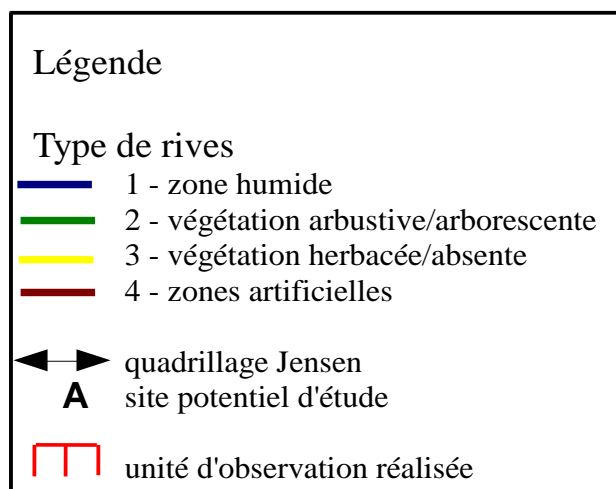 Légende
Type de rives
1 - zone humide
2 - végétation arbustive/arborescente
3 - végétation herbacée/absente
4 - zones artificielles
quadrillage Jensen
A site potentiel d'étude
unité d'observation réalisée